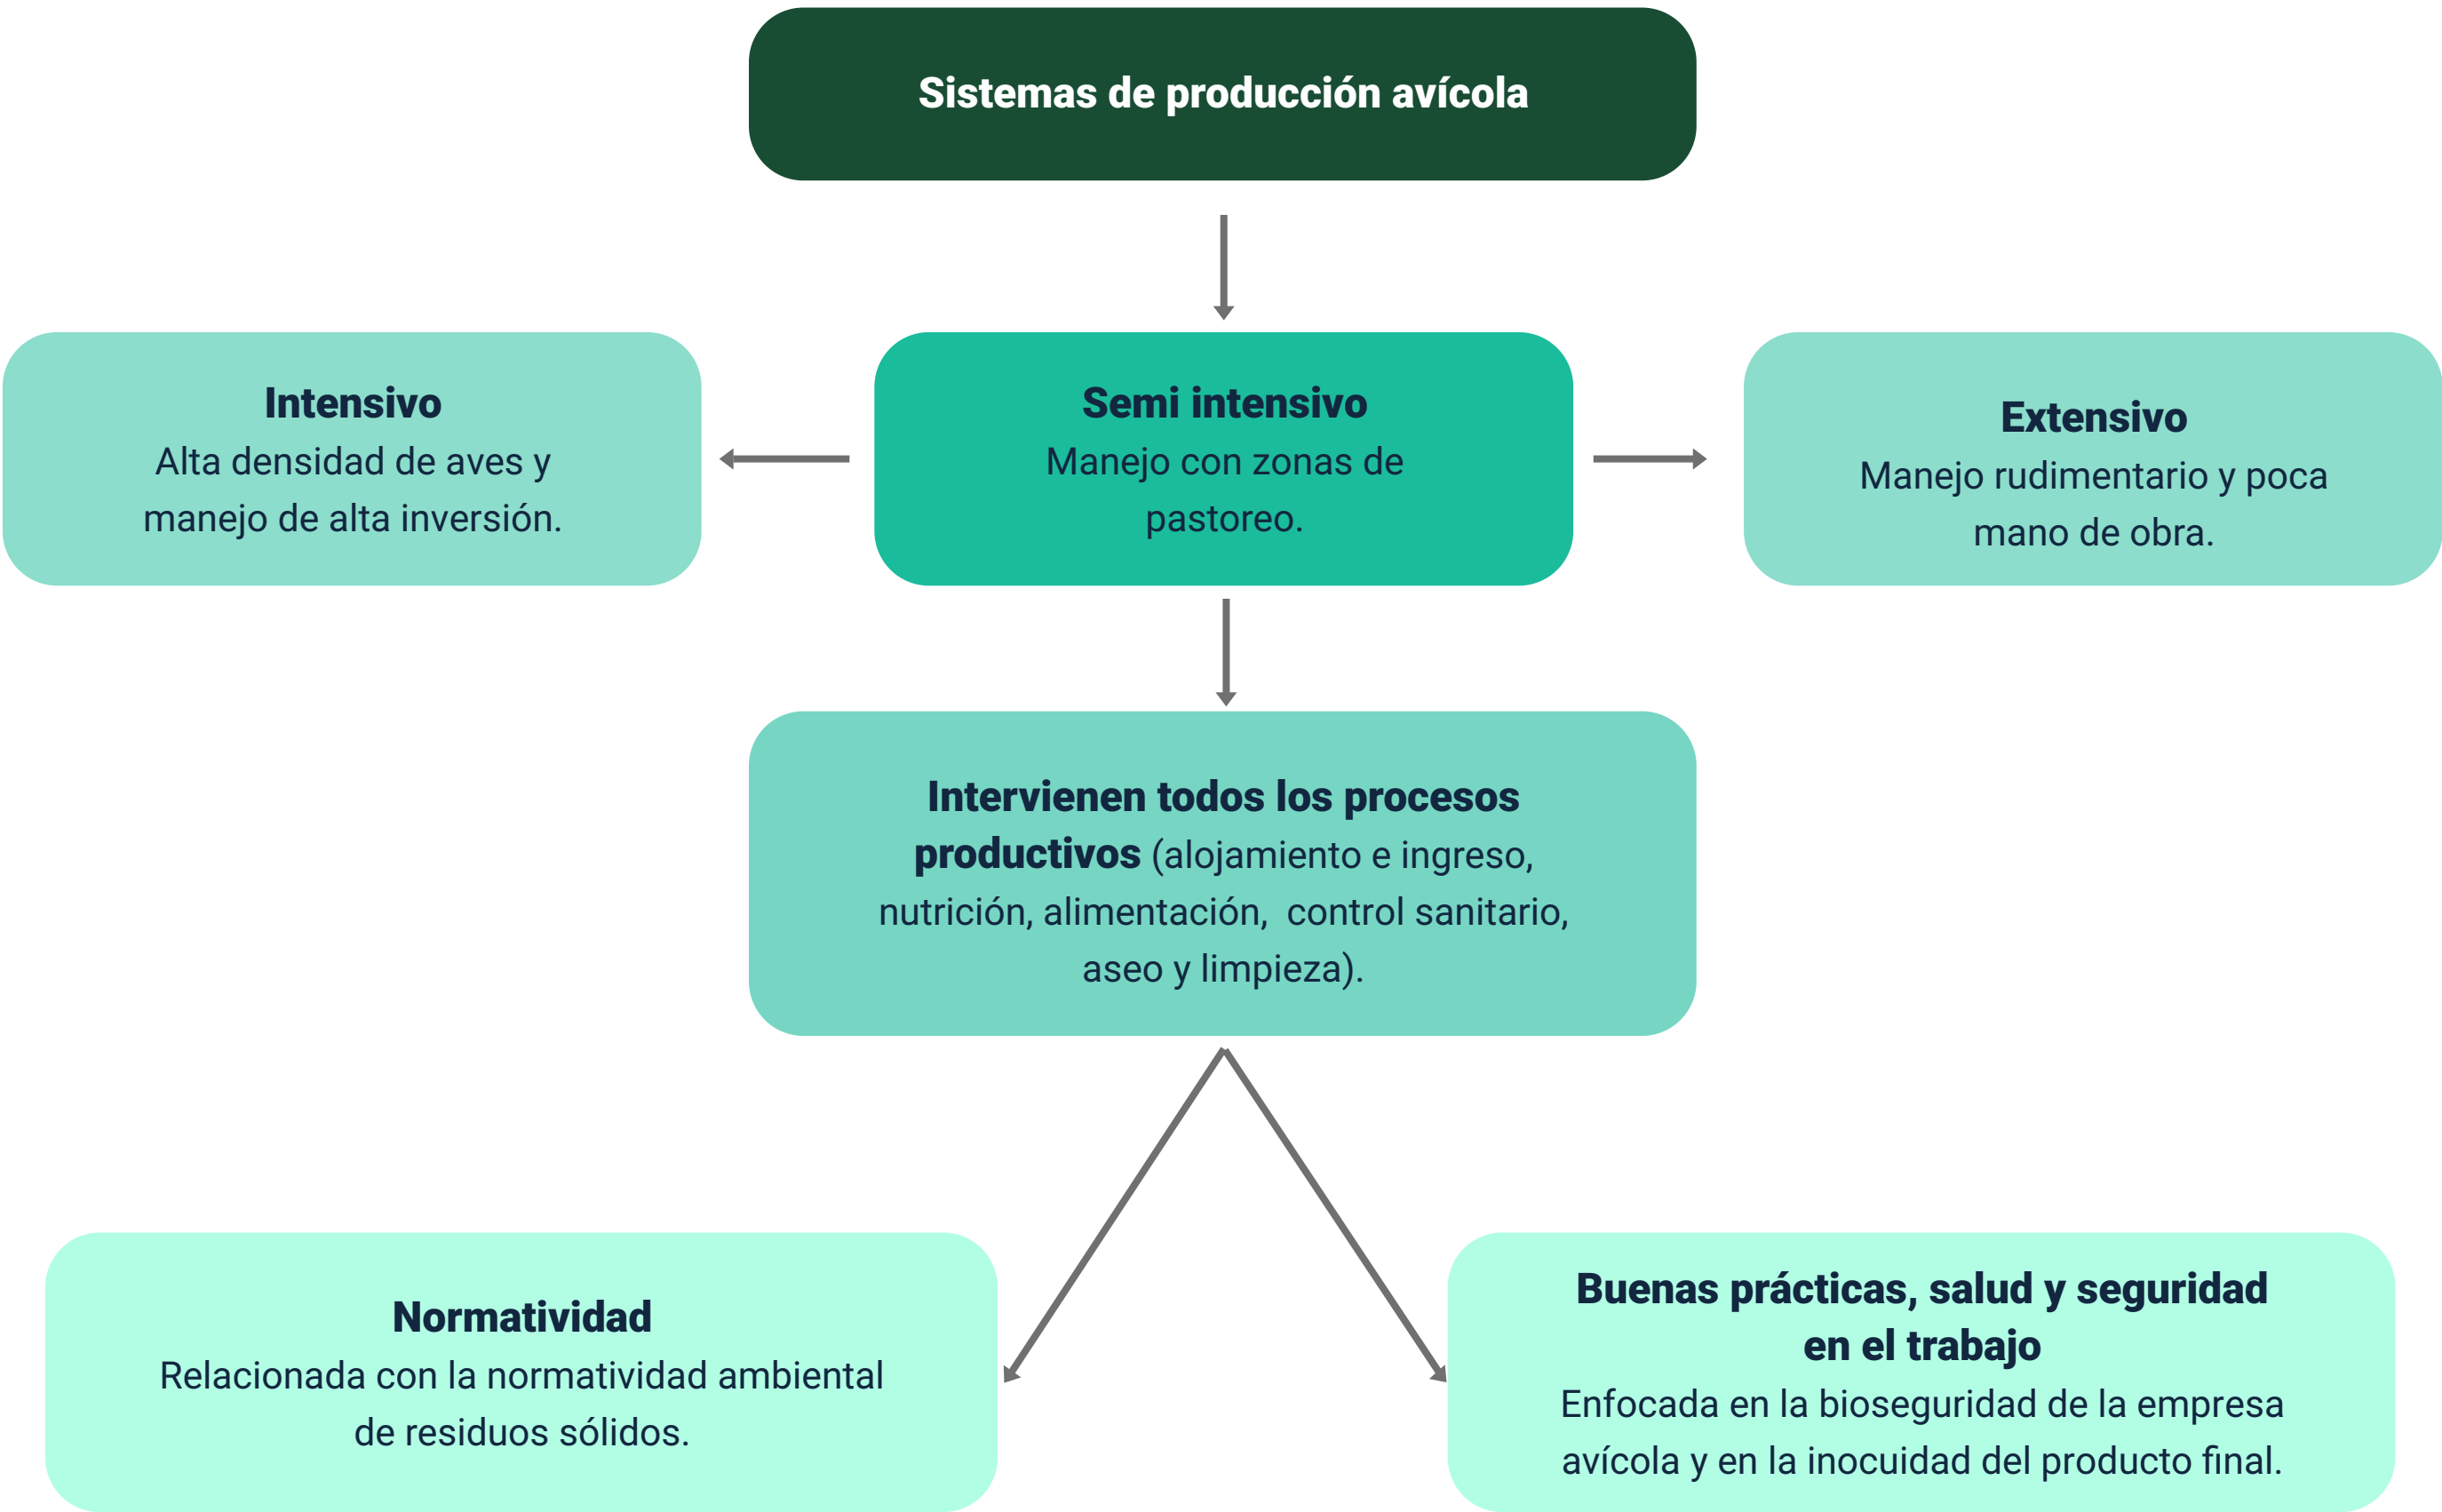 Sistemas de producción avícola
Intensivo
Alta densidad de aves y
manejo de alta inversión.
Semi intensivo
Manejo con zonas de
pastoreo.
Extensivo
Manejo rudimentario y poca
mano de obra.
Intervienen todos los procesos
productivos (alojamiento e ingreso,
nutrición, alimentación,  control sanitario,
aseo y limpieza).
Normatividad
Relacionada con la normatividad ambiental
de residuos sólidos.
Buenas prácticas, salud y seguridad
en el trabajo
Enfocada en la bioseguridad de la empresa
avícola y en la inocuidad del producto final.